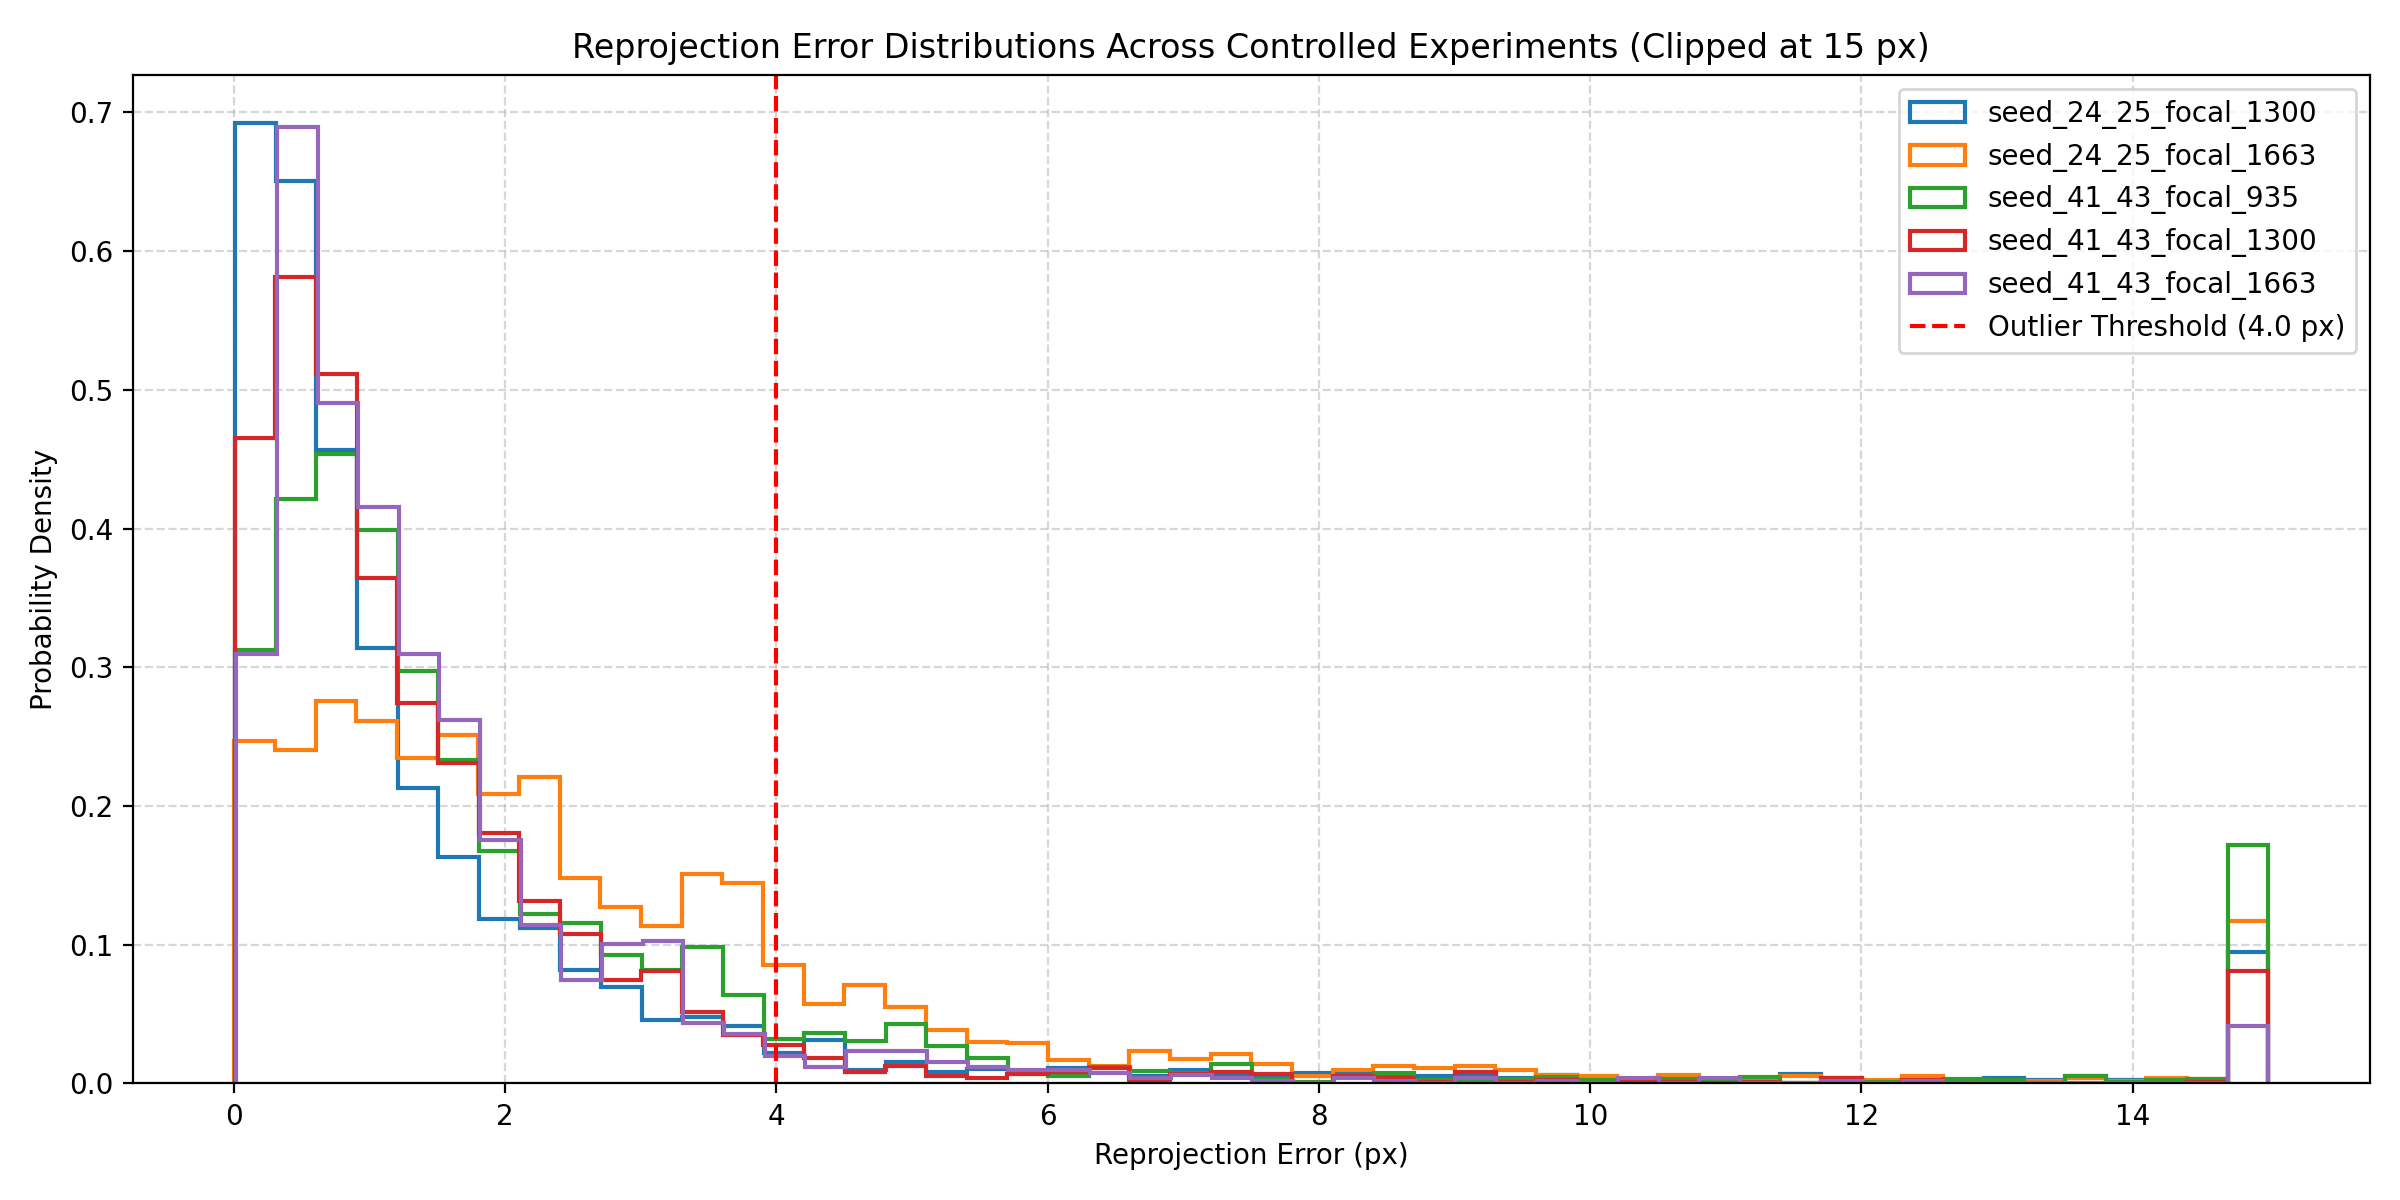 Reprojection Error Distributions Across Controlled Experiments (Clipped at 15 px)
seed_24_25_focal_1300
seed_24_25_focal_1663
seed_41_43_focal_935
seed_41_43_focal_1300
seed_41_43_focal_1663
Outlier Threshold (4.0 px)
Probability Density
0.7
0.6
0.5
0.4
0.3
0.2
0.1
0.0
0
2
4
6
8
10
12
14
Reprojection Error (px)